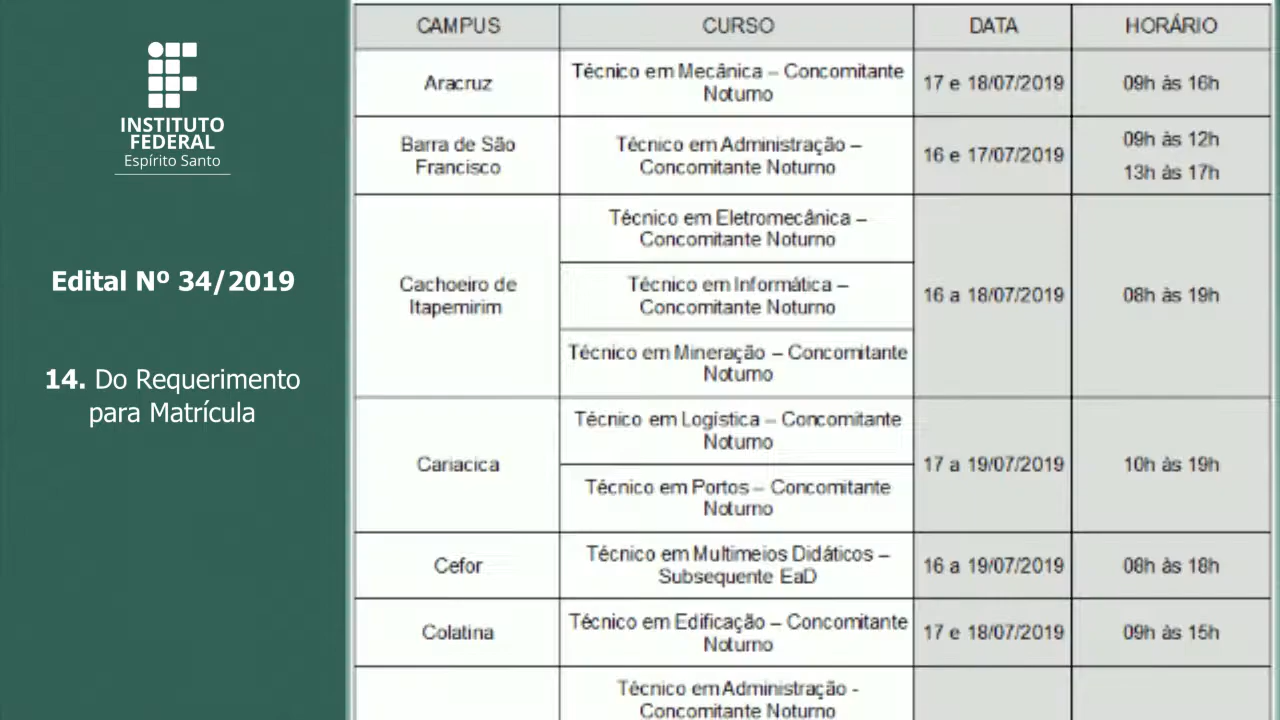 INSTITUTO
FEDERAL
Espírito Santo
Edital Nº 34/2019
14. Do Requerimento
para Matrícula
CAMPUS
CURSO
DATA
HORÁRIO
Aracruz
Técnico em Mecânica – Concomitante
Noturno
17 e 18/07/2019
09h às 16h
Barra de São
Francisco
Técnico em Administração –
Concomitante Noturno
16 e 17/07/2019
09h às 12h
13h às 17h
Cachoeiro de
Itapemirim
Técnico em Eletromecânica –
Concomitante Noturno
Técnico em Informática –
Concomitante Noturno
Técnico em Mineração – Concomitante
Noturno
16 a 18/07/2019
08h às 19h
Cariacica
Técnico em Logística – Concomitante
Noturno
Técnico em Portos – Concomitante
Noturno
17 a 19/07/2019
10h às 19h
Cefor
Técnico em Multimeios Didáticos –
Subsequente EaD
16 a 19/07/2019
08h às 18h
Colatina
Técnico em Edificação – Concomitante
Noturno
17 e 18/07/2019
09h às 15h
Técnico em Administração -
Concomitante Noturno